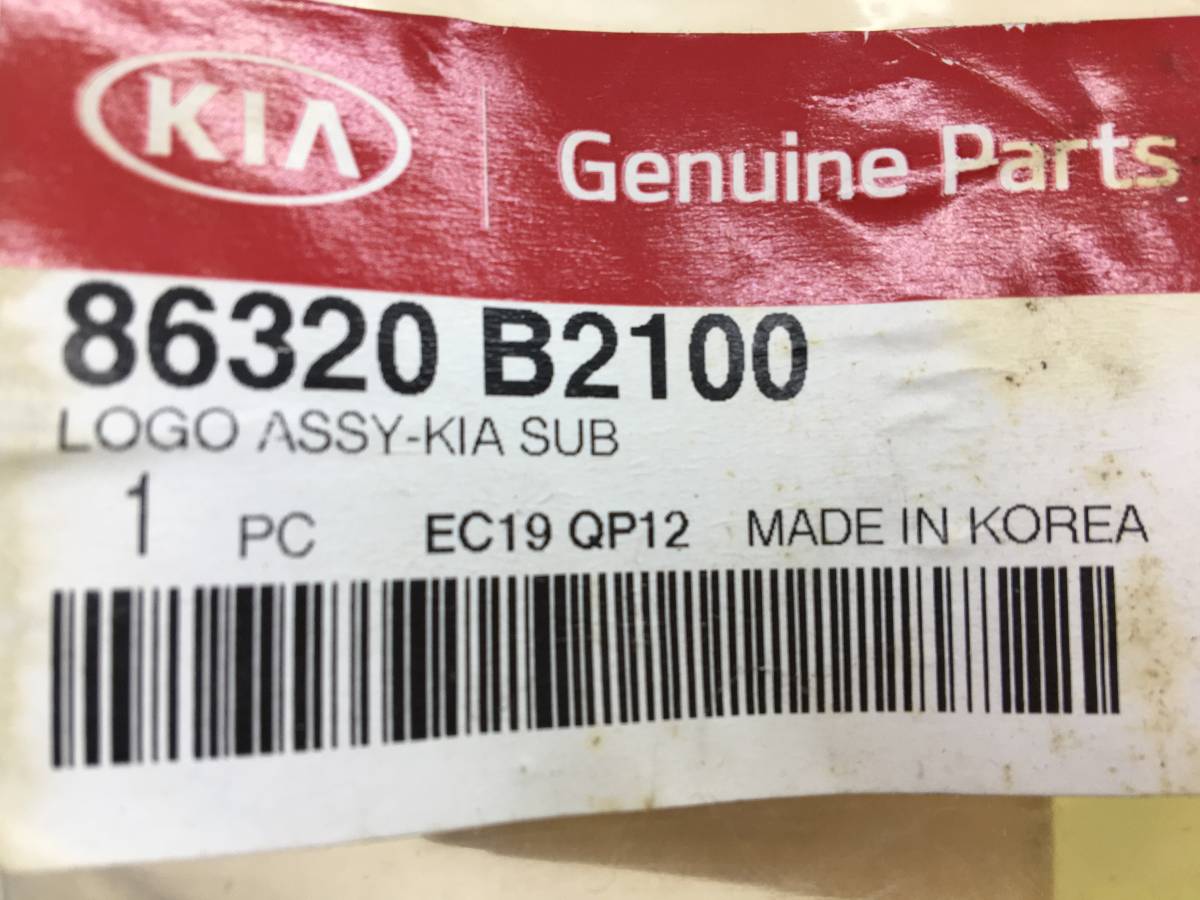 KIA Genuine Parts
86320 B2100
LOGO ASSY-KIA SUB
1 PC EC19 QP12 MADE IN KOREA